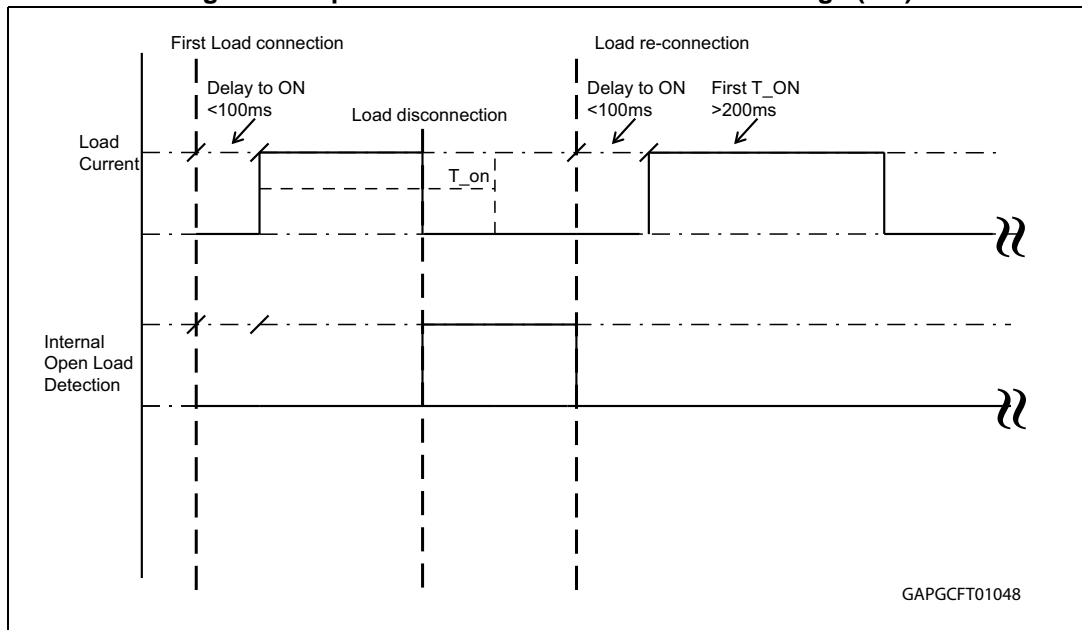 First Load connection
Load re-connection
Delay to ON
<100ms
Load disconnection
Delay to ON
<100ms
First T_ON
>200ms
Load
Current
T_on
Internal
Open Load
Detection
GAPGCFT01048